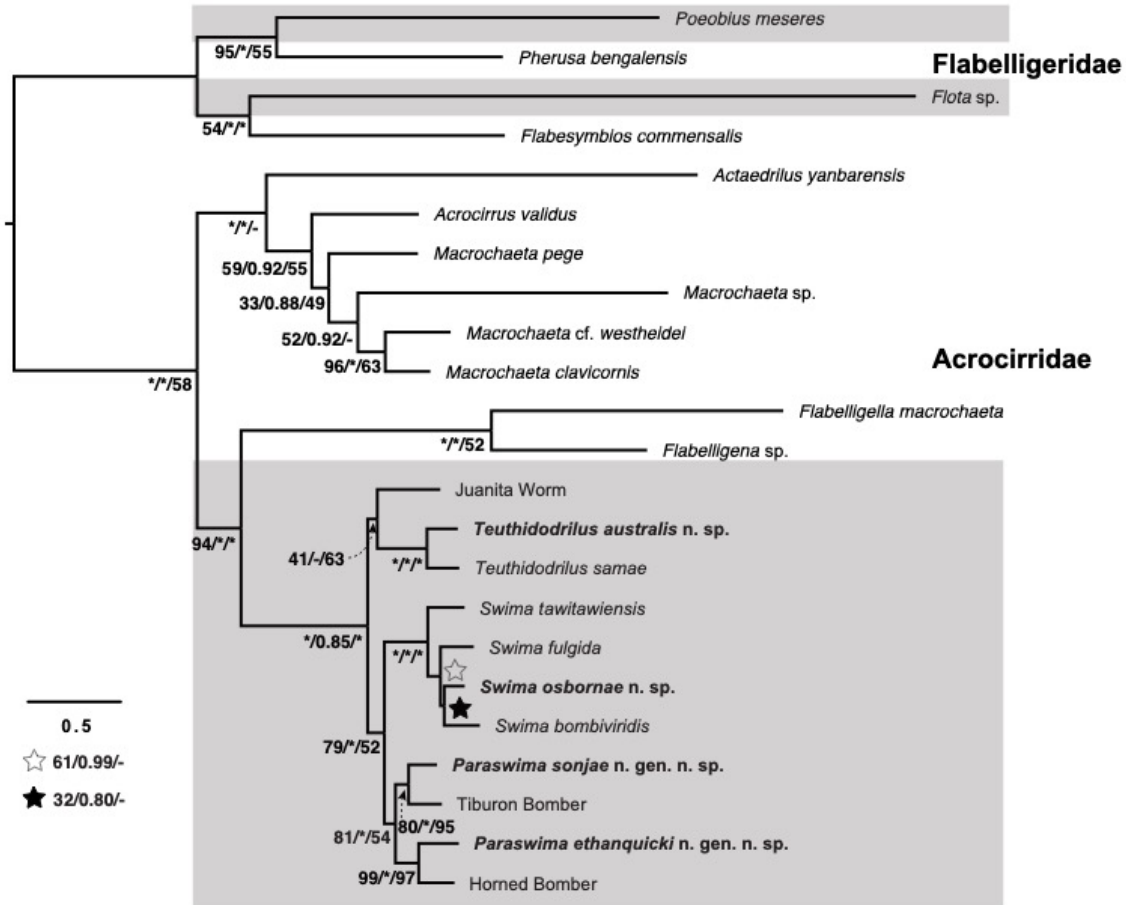 Poeobius meseres
95/*/55
Pherusa bengalensis
Flabelligeridae
Flota sp.
54/*/*
Flabesymbios commensalis
Actaedrilus yanbarensis
*/*/-
Acrocirrus validus
59/0.92/55
Macrochaeta pege
33/0.88/49
Macrochaeta sp.
52/0.92/-
Macrochaeta cf. westheidei
96/*/63
Macrochaeta clavicornis
Acrocirridae
*/*/58
Flabelligella macrochaeta
*/*/52
Flabelligena sp.
Juanita Worm
Teuthidodrilus australis n. sp.
94/*/*
41/-/63
*/*/*
Teuthidodrilus samae
Swima tawitawiensis
*/0.85/*
*/*/*
Swima fulgida
Swima osbornae n. sp.
0.5
Swima bombiviridis
79/*/52
61/0.99/-
Paraswima sonjae n. gen. n. sp.
32/0.80/-
Tiburon Bomber
81/*/54
80/*/95
Paraswima ethanquicki n. gen. n. sp.
99/*/97
Horned Bomber